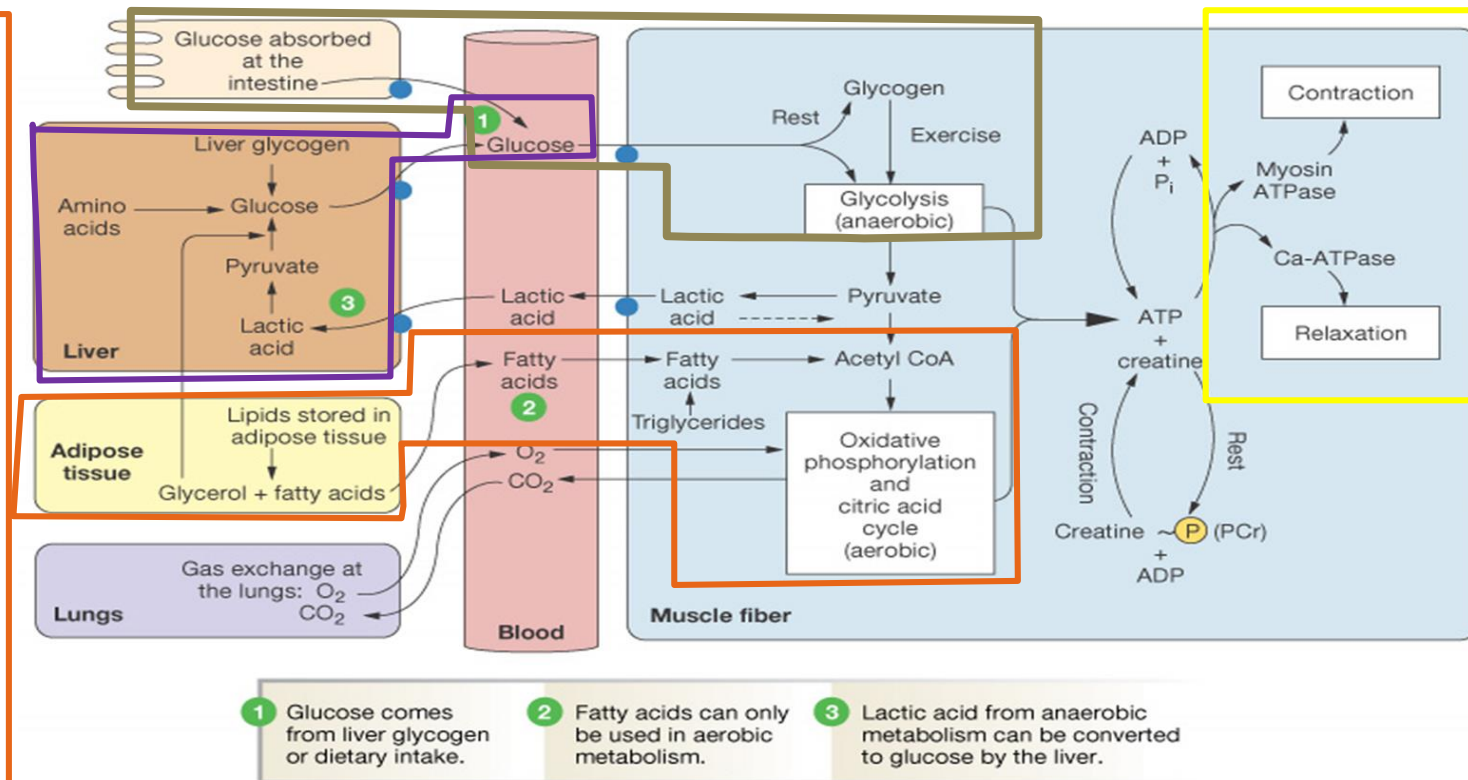 Glucose absorbed
at the
intestine
Liver glycogen
Amino
acids
Glucose
Pyruvate
3
Lactic
acid
Liver
Lipids stored in
adipose tissue
Adipose
tissue
Glycerol + fatty acids
Gas exchange at
the lungs: O₂
CO₂
Lungs
1
Glucose
Lactic
acid
Fatty
acids
2
O₂
CO₂
Blood
Glycogen
Rest
Exercise
Glycolysis
(anaerobic)
Lactic
acid
Pyruvate
Fatty
acids
Acetyl CoA
Triglycerides
Oxidative
phosphorylation
and
citric acid
cycle
(aerobic)
Muscle fiber
ADP
+
Pi
ATP
+
creatine
Contraction
Rest
Creatine ~ P (PCr)
+
ADP
Contraction
Myosin
ATPase
Ca-ATPase
Relaxation
1 Glucose comes
from liver glycogen
or dietary intake.
2 Fatty acids can only
be used in aerobic
metabolism.
3 Lactic acid from anaerobic
metabolism can be converted
to glucose by the liver.